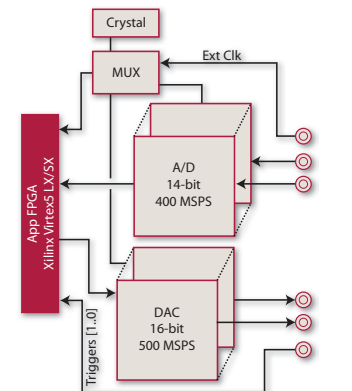 Crystal
MUX
Ext Clk
A/D
14-bit
400 MSPS
App FPGA
Xilinx Virtex5 LX/SX
DAC
16-bit
500 MSPS
Triggers [1..0]